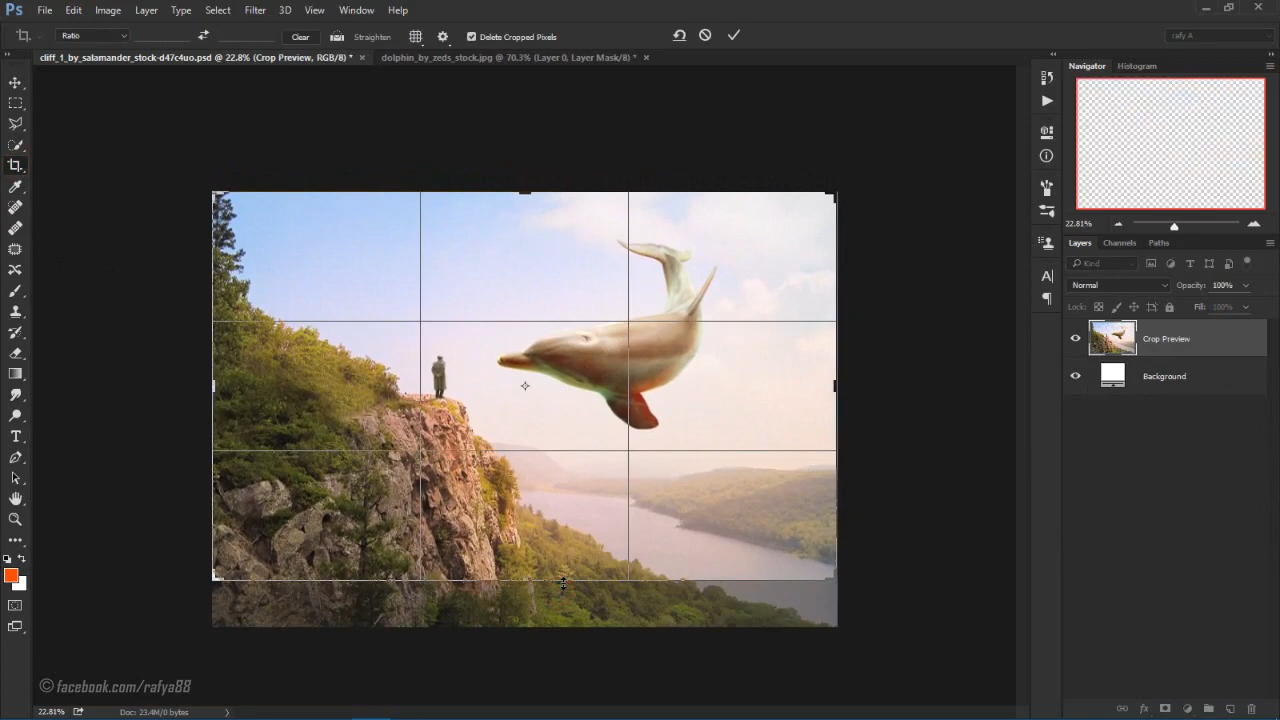 Ps File Edit Image Layer Type Select Filter 3D View Window Help
Ratio Clear Straighten Delete Cropped Pixels rafy A
cliff_1_by_salamander_stock-d47c4uo.psd @ 22.8% (Crop Preview, RGB/8) * × dolphin_by_zeds_stock.jpg @ 70.3% (Layer 0, Layer Mask/8) * ×
Navigator Histogram
22.81%
Layers Channels Paths
Kind
Normal Opacity: 100%
Lock: Fill: 100%
Crop Preview
Background
© facebook.com/rafya88
22.81% Doc: 23.4M/0 bytes